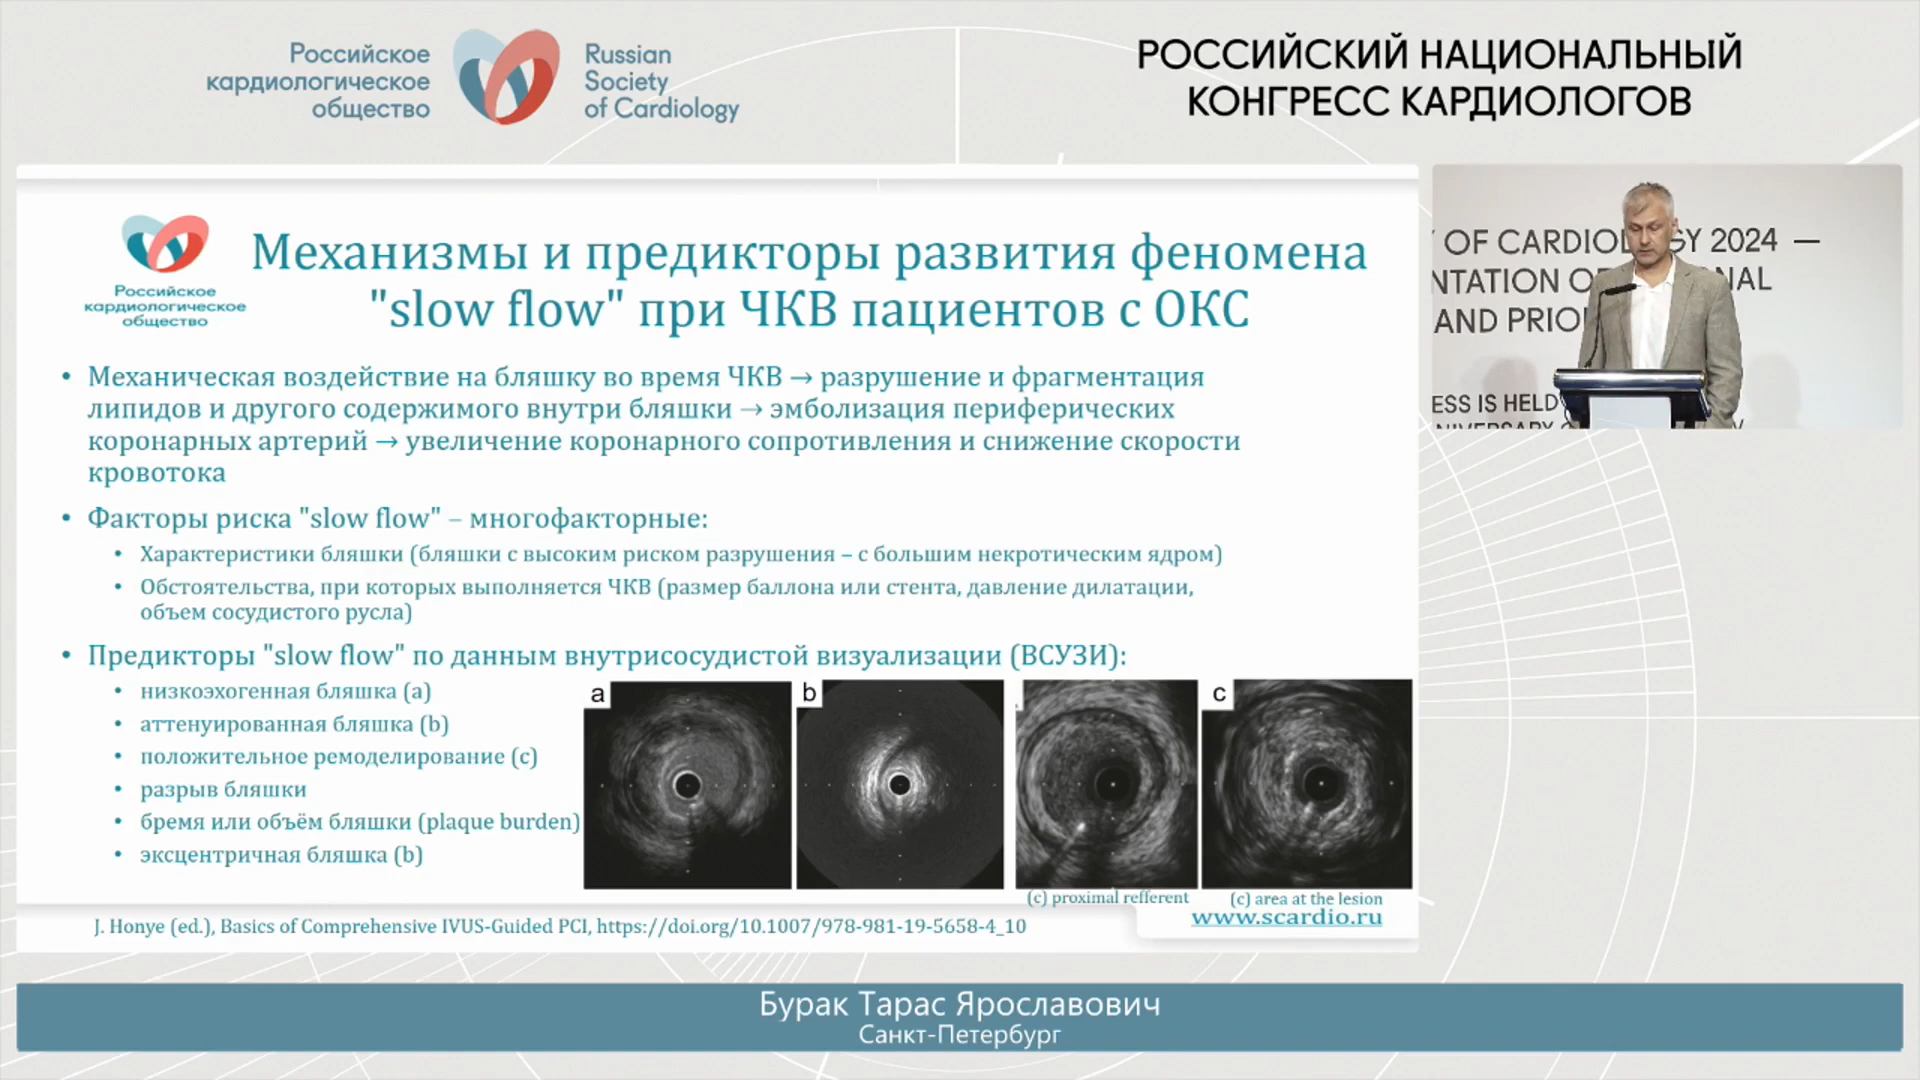 Российское
кардиологическое
общество
Russian
Society
of Cardiology
РОССИЙСКИЙ НАЦИОНАЛЬНЫЙ
КОНГРЕСС КАРДИОЛОГОВ
Российское
кардиологическое
общество
Механизмы и предикторы развития феномена
"slow flow" при ЧКВ пациентов с ОКС
• Механическая воздействие на бляшку во время ЧКВ → разрушение и фрагментация
липидов и другого содержимого внутри бляшки → эмболизация периферических
коронарных артерий → увеличение коронарного сопротивления и снижение скорости
кровотока
• Факторы риска "slow flow" – многофакторные:
• Характеристики бляшки (бляшки с высоким риском разрушения – с большим некротическим ядром)
• Обстоятельства, при которых выполняется ЧКВ (размер баллона или стента, давление дилатации,
объем сосудистого русла)
• Предикторы "slow flow" по данным внутрисосудистой визуализации (ВСУЗИ):
• низкоэхогенная бляшка (a)
• аттенуированная бляшка (b)
• положительное ремоделирование (c)
• разрыв бляшки
• бремя или объём бляшки (plaque burden)
• эксцентричная бляшка (b)
a
b
c
(c) proximal refferent
(c) area at the lesion
J. Honye (ed.), Basics of Comprehensive IVUS-Guided PCI, https://doi.org/10.1007/978-981-19-5658-4_10
www.scardio.ru
OF CARDIOL GY 2024 —
NTATION O NAL
AND PRIO
ESS IS HELD
Бурак Тарас Ярославович
Санкт-Петербург